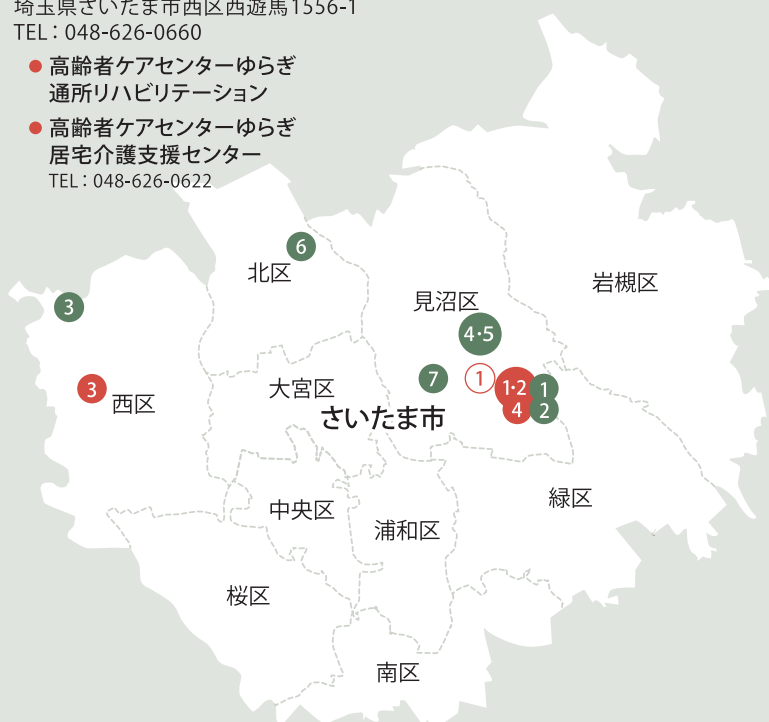 埼玉県さいたま市西区西遊馬1556-1
TEL：048-626-0660
● 高齢者ケアセンターゆらぎ
通所リハビリテーション
● 高齢者ケアセンターゆらぎ
居宅介護支援センター
TEL：048-626-0622
6
北区
岩槻区
見沼区
3
4・5
7
1
1・2
1
3
西区
大宮区
4
2
さいたま市
緑区
中央区
浦和区
桜区
南区